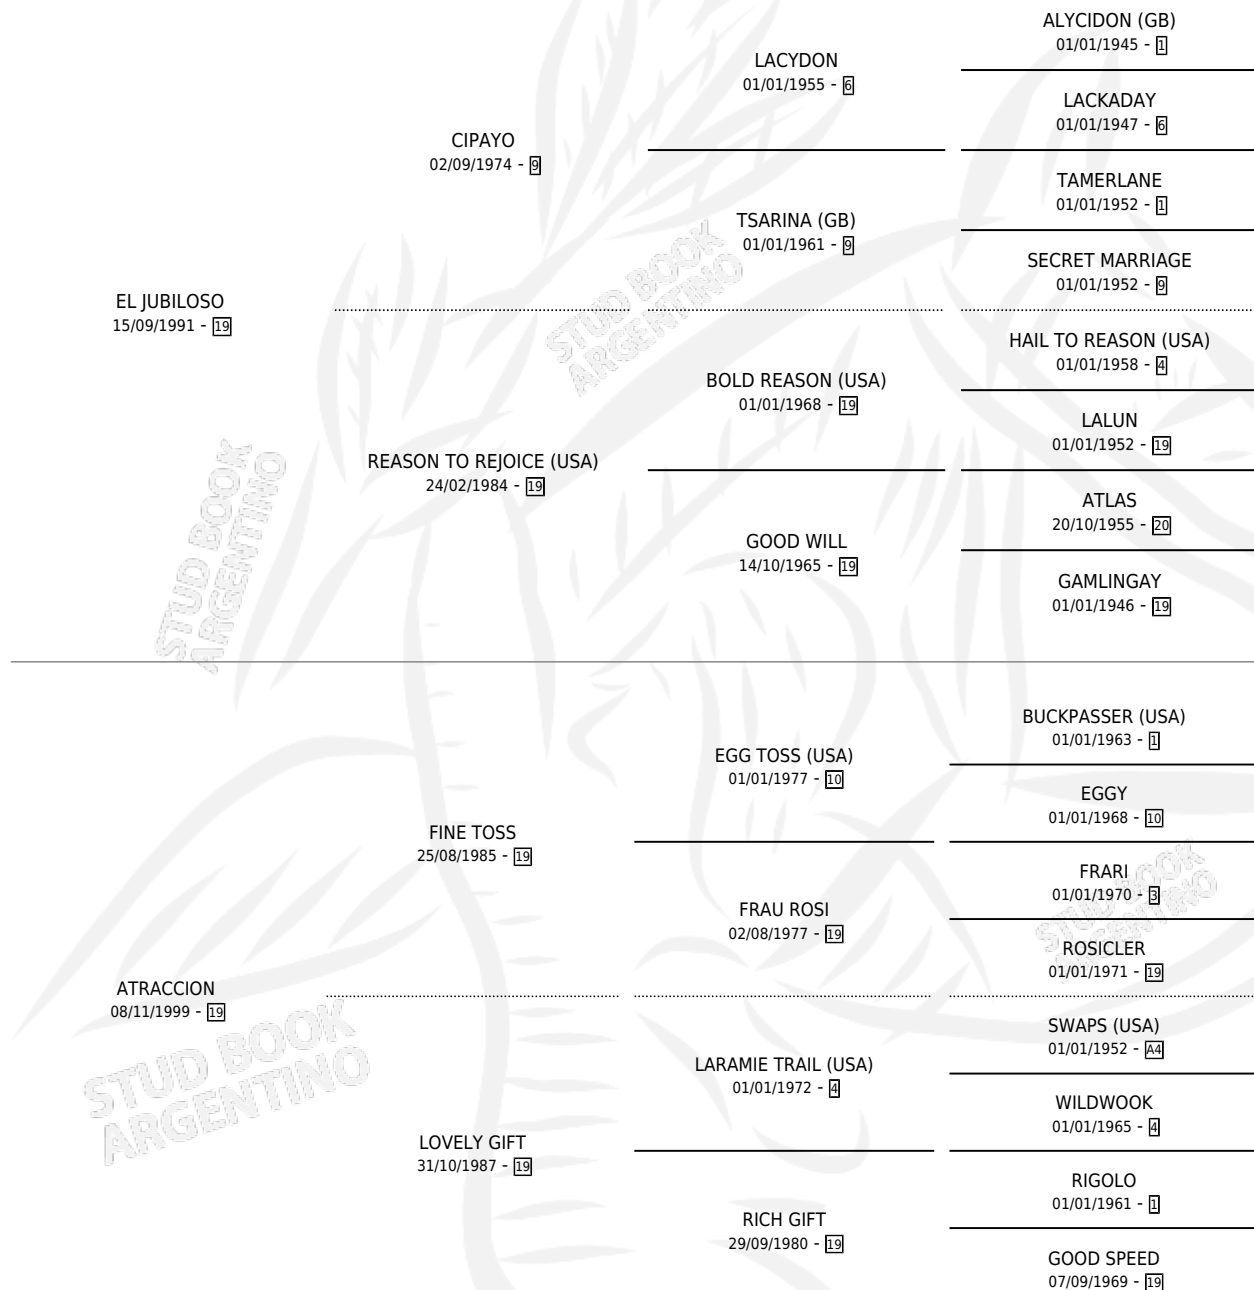 ALYCIDON (GB)
01/01/1945 - 1
LACYDON
01/01/1955 - 6
LACKADAY
01/01/1947 - 6
CIPAYO
02/09/1974 - 9
TAMERLANE
01/01/1952 - 1
TSARINA (GB)
01/01/1961 - 9
SECRET MARRIAGE
01/01/1952 - 9
EL JUBILOSO
15/09/1991 - 19
HAIL TO REASON (USA)
01/01/1958 - 4
BOLD REASON (USA)
01/01/1968 - 19
LALUN
01/01/1952 - 19
REASON TO REJOICE (USA)
24/02/1984 - 19
ATLAS
20/10/1955 - 20
GOOD WILL
14/10/1965 - 19
GAMLINGAY
01/01/1946 - 19
BUCKPASSER (USA)
01/01/1963 - 1
EGG TOSS (USA)
01/01/1977 - 10
EGGY
01/01/1968 - 10
FINE TOSS
25/08/1985 - 19
FRARI
01/01/1970 - 3
FRAU ROSI
02/08/1977 - 19
ROSICLER
01/01/1971 - 19
ATRACCION
08/11/1999 - 19
SWAPS (USA)
01/01/1952 - A4
LARAMIE TRAIL (USA)
01/01/1972 - 4
WILDWOOK
01/01/1965 - 4
LOVELY GIFT
31/10/1987 - 19
RIGOLO
01/01/1961 - 1
RICH GIFT
29/09/1980 - 19
GOOD SPEED
07/09/1969 - 19
STUD BOOK
ARGENTINO
STUD BOOK
ARGENTINO
STUD BOOK
ARGENTINO
STUD BOOK
ARGENTINO